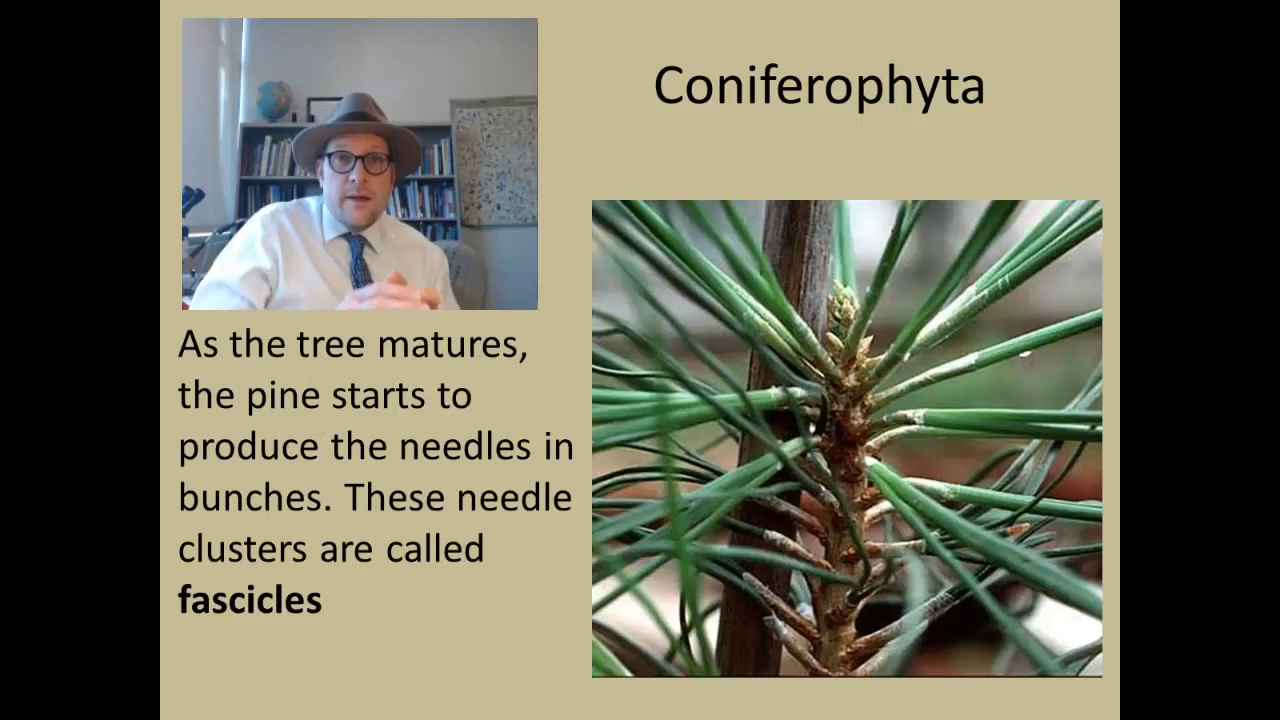 Coniferophyta
As the tree matures,
the pine starts to
produce the needles in
bunches. These needle
clusters are called
fascicles